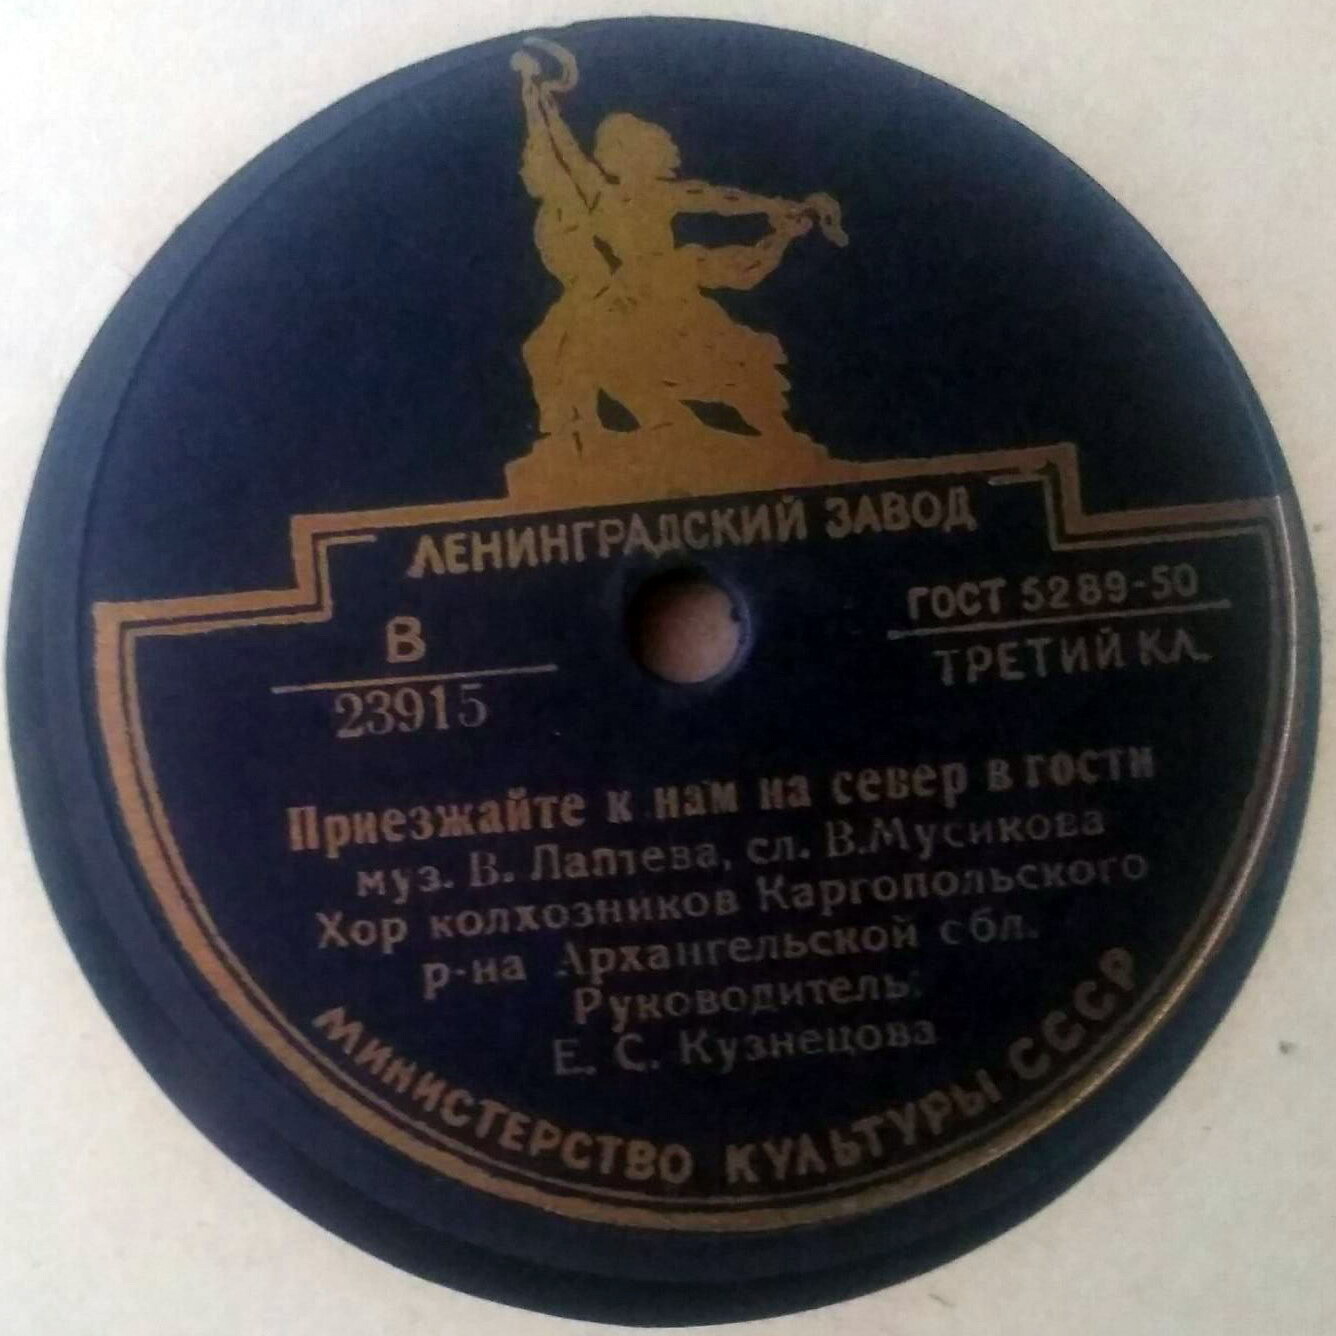 ЛЕНИНГРАДСКИЙ ЗАВОД
В
23915
ГОСТ 5289-50
ТРЕТИЙ КЛ.
Приезжайте к нам на север в гости
муз. В. Лаптева, сл. В.Мусикова
Хор колхозников Каргопольского
р-на Архангельской обл.
Руководитель:
Е. С. Кузнецова
МИНИСТЕРСТВО КУЛЬТУРЫ СССР